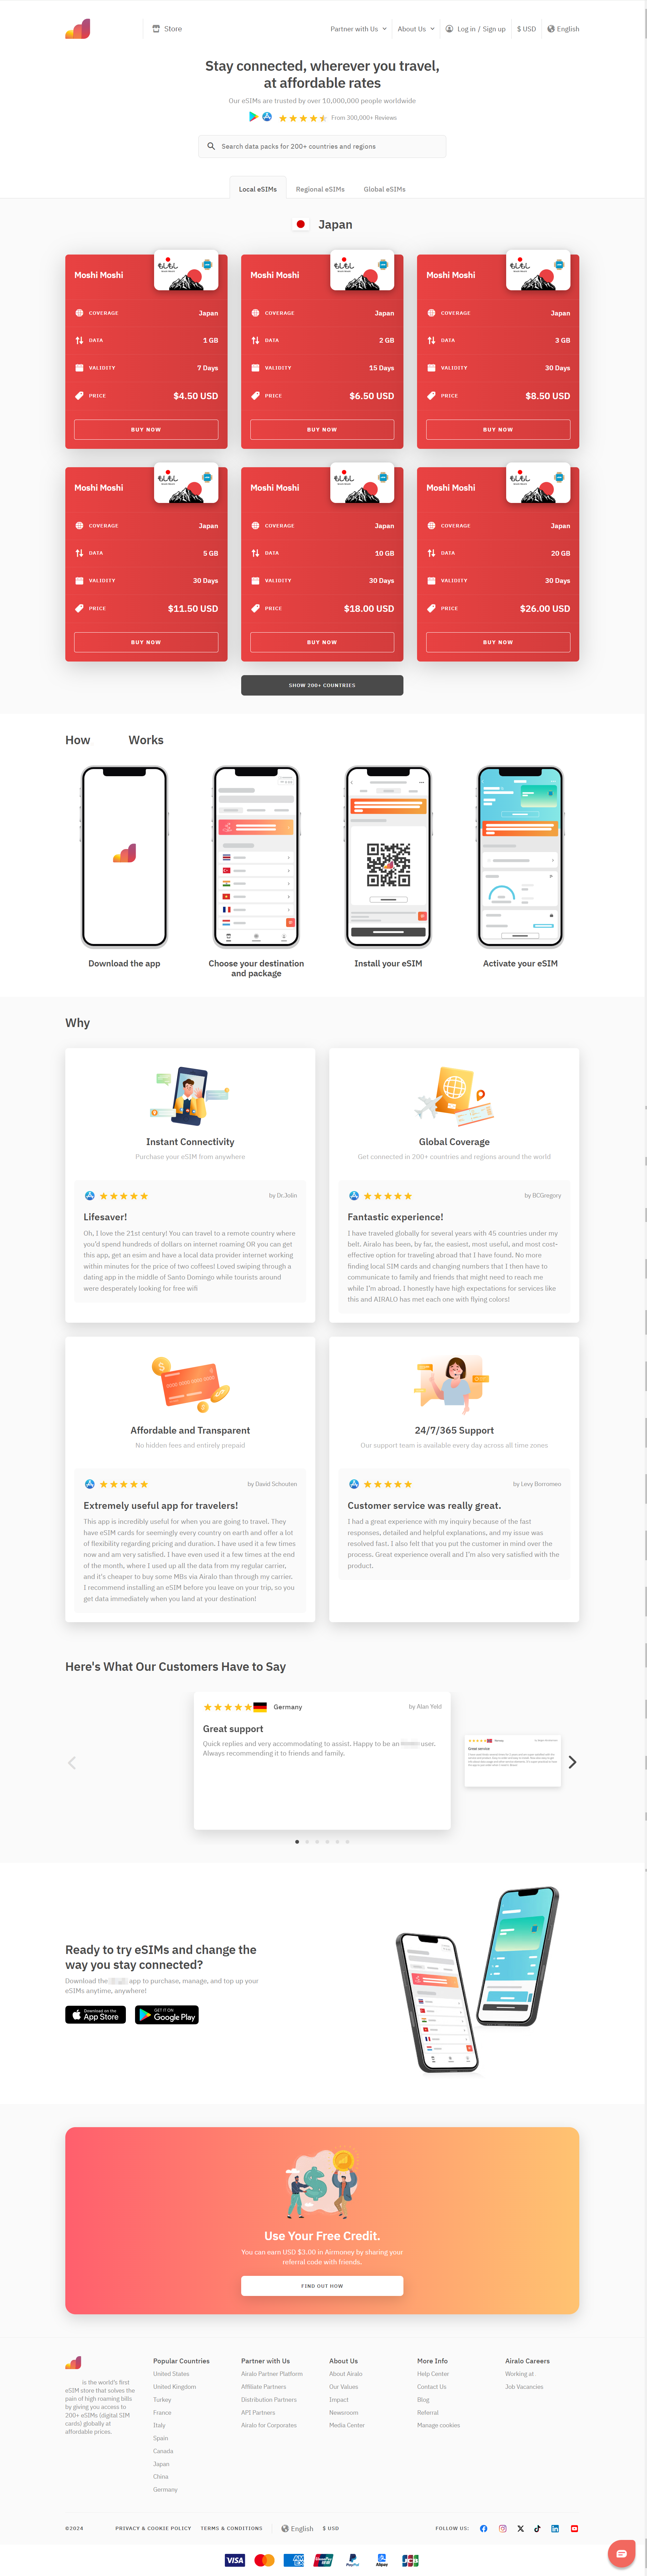 Store
Partner with Us
About Us
Log in / Sign up
$ USD
English
Stay connected, wherever you travel,
at affordable rates
Our eSIMs are trusted by over 10,000,000 people worldwide
From 300,000+ Reviews
Search data packs for 200+ countries and regions
Local eSIMs
Regional eSIMs
Global eSIMs
Japan
Moshi Moshi
COVERAGE Japan
DATA 1 GB
VALIDITY 7 Days
PRICE $4.50 USD
BUY NOW
Moshi Moshi
COVERAGE Japan
DATA 2 GB
VALIDITY 15 Days
PRICE $6.50 USD
BUY NOW
Moshi Moshi
COVERAGE Japan
DATA 3 GB
VALIDITY 30 Days
PRICE $8.50 USD
BUY NOW
Moshi Moshi
COVERAGE Japan
DATA 5 GB
VALIDITY 30 Days
PRICE $11.50 USD
BUY NOW
Moshi Moshi
COVERAGE Japan
DATA 10 GB
VALIDITY 30 Days
PRICE $18.00 USD
BUY NOW
Moshi Moshi
COVERAGE Japan
DATA 20 GB
VALIDITY 30 Days
PRICE $26.00 USD
BUY NOW
SHOW 200+ COUNTRIES
How Works
Download the app
Choose your destination
and package
Install your eSIM
Activate your eSIM
Why
Instant Connectivity
Purchase your eSIM from anywhere
by Dr.Jolin
Lifesaver!
Oh, I love the 21st century! You can travel to a remote country where
you'd spend hundreds of dollars on internet roaming OR you can get
this app, get an esim and have a local data provider internet working
within minutes for the price of two coffees! Loved swiping through a
dating app in the middle of Santo Domingo while tourists around
were desperately looking for free wifi
Global Coverage
Get connected in 200+ countries and regions around the world
by BCGregory
Fantastic experience!
I have traveled globally for several years with 45 countries under my
belt. Airalo has been, by far, the easiest, most useful, and most cost-
effective option for traveling abroad that I have found. No more
finding local SIM cards and changing numbers that I then have to
communicate to family and friends that might need to reach me
while I'm abroad. I honestly have high expectations for services like
this and AIRALO has met each one with flying colors!
Affordable and Transparent
No hidden fees and entirely prepaid
by David Schouten
Extremely useful app for travelers!
This app is incredibly useful for when you are going to travel. They
have eSIM cards for seemingly every country on earth and offer a lot
of flexibility regarding pricing and duration. I have used it a few times
now and am very satisfied. I have even used it a few times at the end
of the month, where I used up all the data from my regular carrier,
and it's cheaper to buy some MBs via Airalo than through my carrier.
I recommend installing an eSIM before you leave on your trip, so you
get data immediately when you land at your destination!
24/7/365 Support
Our support team is available every day across all time zones
by Levy Borromeo
Customer service was really great.
I had a great experience with my inquiry because of the fast
responses, detailed and helpful explanations, and my issue was
resolved fast. I also felt that you put the customer in mind over the
process. Great experience overall and I'm also very satisfied with the
product.
Here's What Our Customers Have to Say
Germany
by Alan Yeld
Great support
Quick replies and very accommodating to assist. Happy to be an user.
Always recommending it to friends and family.
Great service
Ready to try eSIMs and change the
way you stay connected?
Download the app to purchase, manage, and top up your
eSIMs anytime, anywhere!
Download on the
App Store
GET IT ON
Google Play
Use Your Free Credit.
You can earn USD $3.00 in Airmoney by sharing your
referral code with friends.
FIND OUT HOW
is the world's first
eSIM store that solves the
pain of high roaming bills
by giving you access to
200+ eSIMs (digital SIM
cards) globally at
affordable prices.
Popular Countries
United States
United Kingdom
Turkey
France
Italy
Spain
Canada
Japan
China
Germany
Partner with Us
Airalo Partner Platform
Affiliate Partners
Distribution Partners
API Partners
Airalo for Corporates
About Us
About Airalo
Our Values
Impact
Newsroom
Media Center
More Info
Help Center
Contact Us
Blog
Referral
Manage cookies
Airalo Careers
Working at
Job Vacancies
©2024
PRIVACY & COOKIE POLICY
TERMS & CONDITIONS
English
$ USD
FOLLOW US:
VISA
AMEX
PayPal
Alipay
JCB